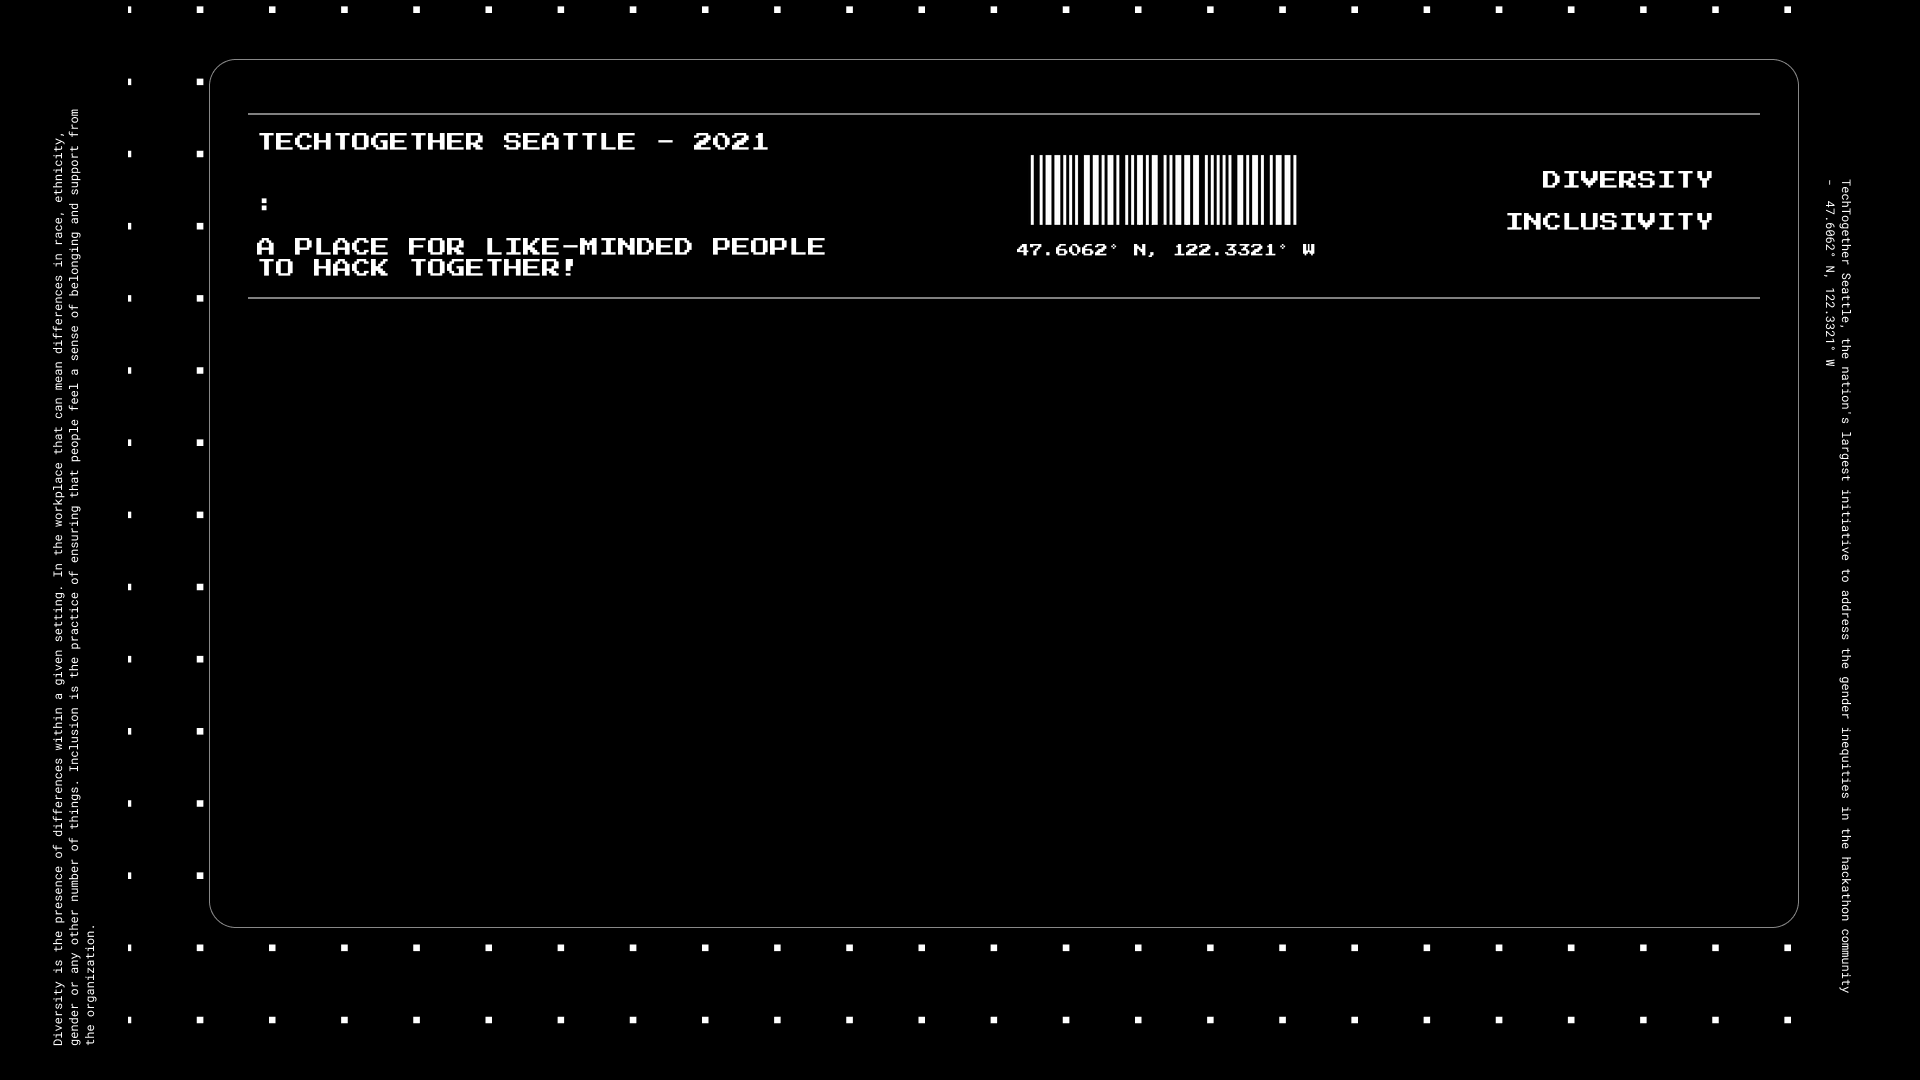 TECHTOGETHER SEATTLE - 2021
:
A PLACE FOR LIKE-MINDED PEOPLE
TO HACK TOGETHER!
47.6062° N, 122.3321° W
DIVERSITY
INCLUSIVITY
Diversity is the presence of differences within a given setting. In the workplace that can mean differences in race, ethnicity,
gender or any other number of things. Inclusion is the practice of ensuring that people feel a sense of belonging and support from
the organization.
TechTogether Seattle, the nation's largest initiative to address the gender inequities in the hackathon community
- 47.6062° N, 122.3321° W